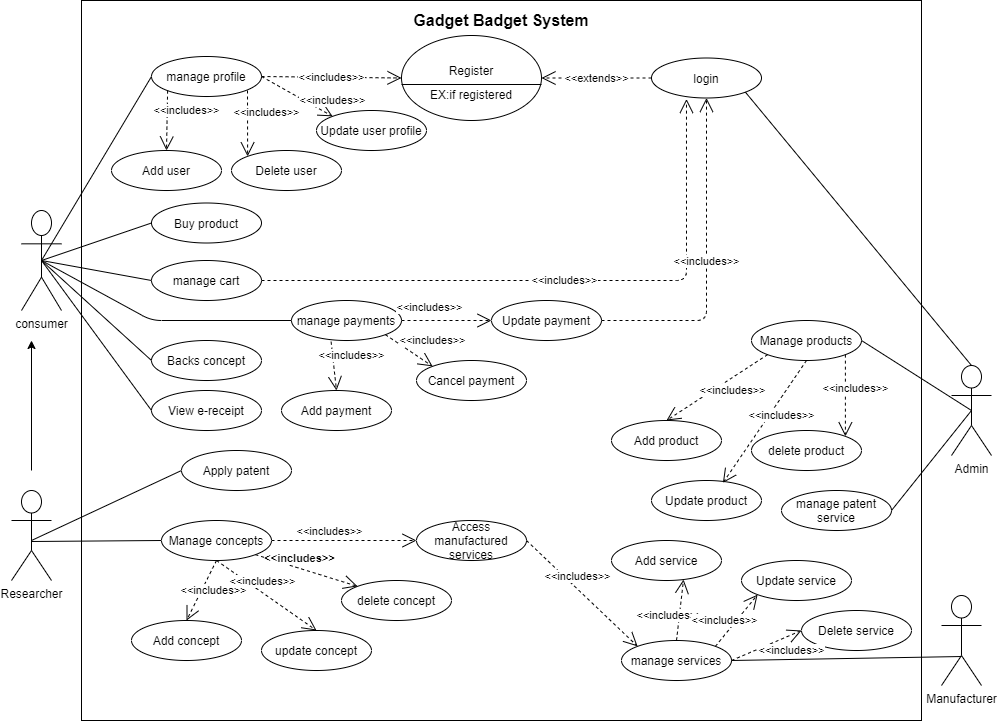 Gadget Badget System
manage profile
<<includes>>
Register
EX:if registered
<<extends>>
login
<<includes>>
<<includes>>
<<includes>>
Update user profile
Add user
Delete user
Buy product
consumer
manage cart
<<includes>>
<<includes>>
manage payments
<<includes>>
Update payment
<<includes>>
<<includes>>
Cancel payment
Add payment
Backs concept
View e-receipt
Manage products
<<includes>>
<<includes>>
<<includes>>
Add product
delete product
Update product
manage patent
service
Admin
Apply patent
Researcher
Manage concepts
<<includes>>
Access
manufactured
services
<<includes>>
<<includes>>
<<includes>>
<<includes>>
delete concept
Add concept
update concept
Add service
Update service
<<includes
<<includes>>
Delete service
<<includes>>
manage services
Manufacturer